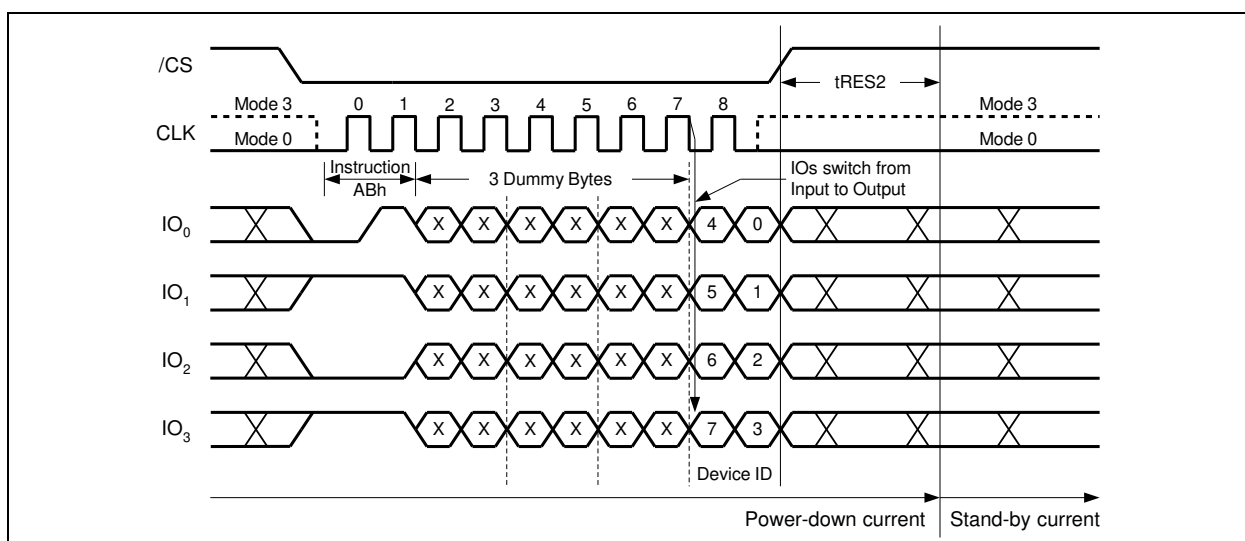 /CS
tRES2
Mode 3 0 1 2 3 4 5 6 7 8 Mode 3
CLK
Mode 0 Mode 0
Instruction
ABh
3 Dummy Bytes
IOs switch from
Input to Output
IO0 X X X X X X 4 0
IO1 X X X X X X 5 1
IO2 X X X X X X 6 2
IO3 X X X X X X 7 3
Device ID
Power-down current Stand-by current